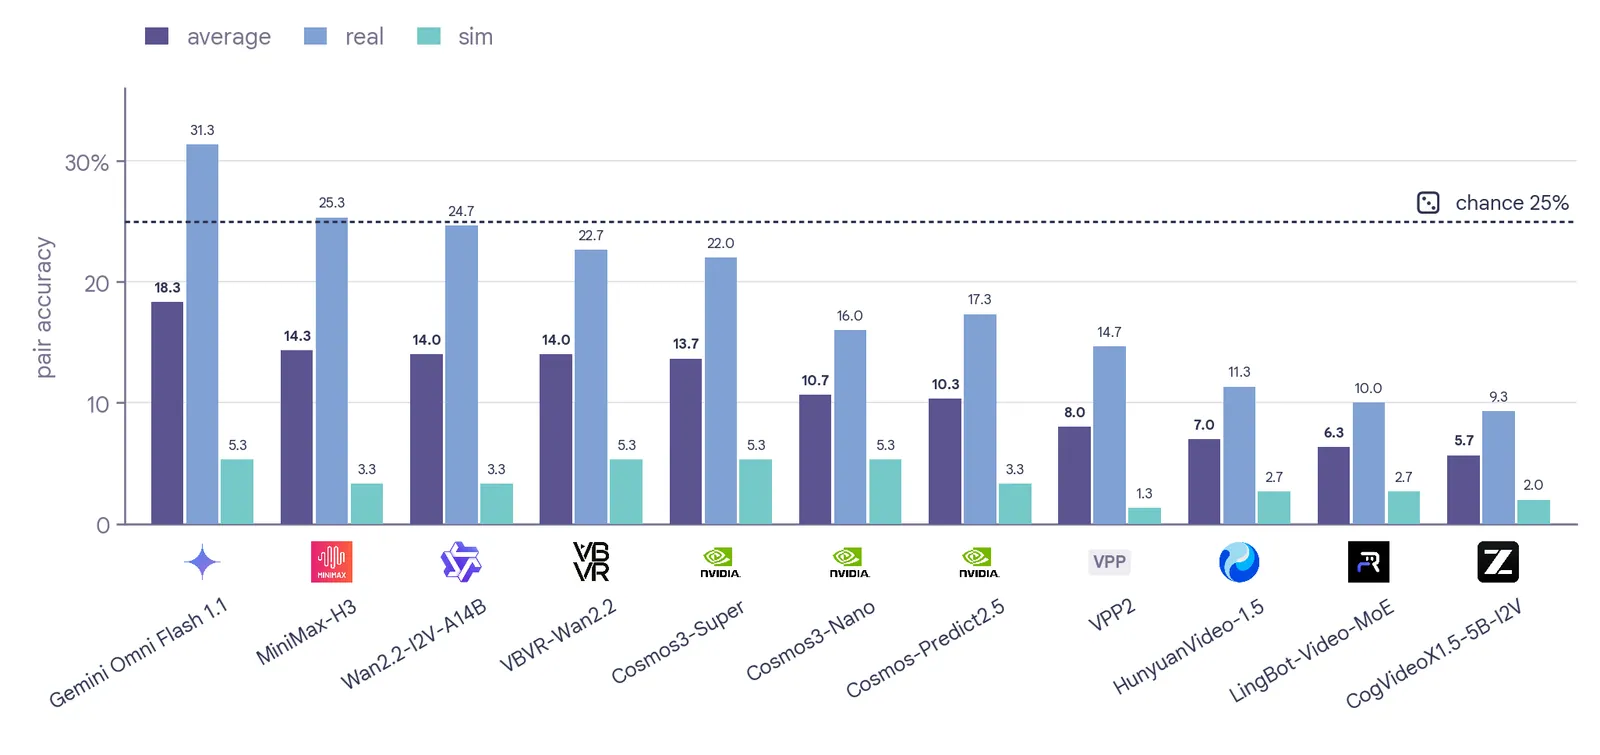 average real sim
31.3
30%
25.3
chance 25%
24.7
22.7
22.0
pair accuracy
20
18.3
17.3
16.0
14.3
14.0
14.0
13.7
14.7
10.7
10.3
11.3
10
10.0
9.3
8.0
7.0
6.3
5.7
5.3
3.3
3.3
5.3
5.3
5.3
3.3
1.3
2.7
2.7
2.0
0
MINIMAX
VB
VR
NVIDIA.
NVIDIA.
NVIDIA.
VPP
Z
Gemini Omni Flash 1.1
MiniMax-H3
Wan2.2-I2V-A14B
VBVR-Wan2.2
Cosmos3-Super
Cosmos3-Nano
Cosmos-Predict2.5
VPP2
HunyuanVideo-1.5
LingBot-Video-MoE
CogVideoX1.5-5B-I2V